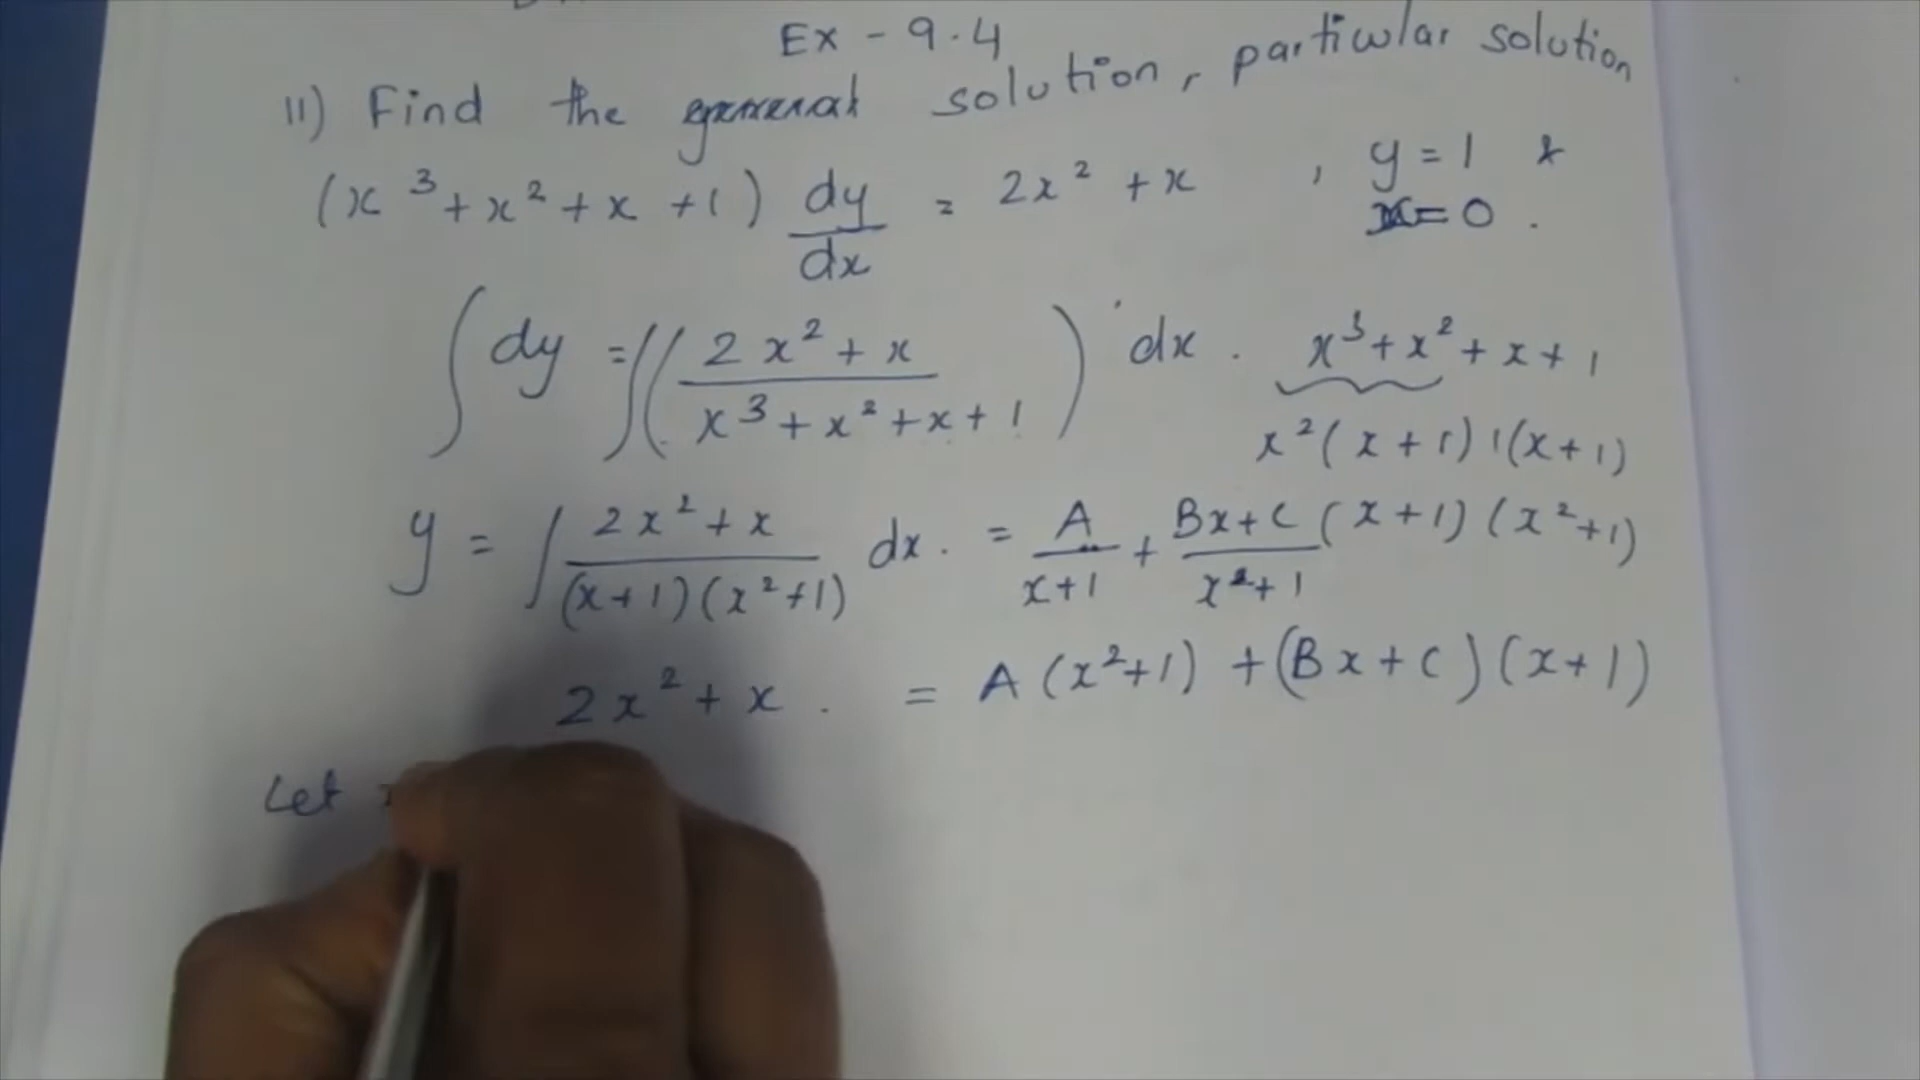 Ex - 9.4
11) Find the general solution, particular solution
(x³ + x² + x + 1) dy/dx = 2x² + x , y = 1 &
x = 0 .
∫ dy = ∫ ( (2x² + x)/(x³ + x² + x + 1) ) dx . x³ + x² + x + 1
x²(x + 1) 1(x + 1)
y = ∫ (2x² + x)/((x + 1)(x² + 1)) dx . = A/(x + 1) + (Bx + C)/(x² + 1) (x + 1)(x² + 1)
2x² + x . = A(x² + 1) + (Bx + C)(x + 1)
Let